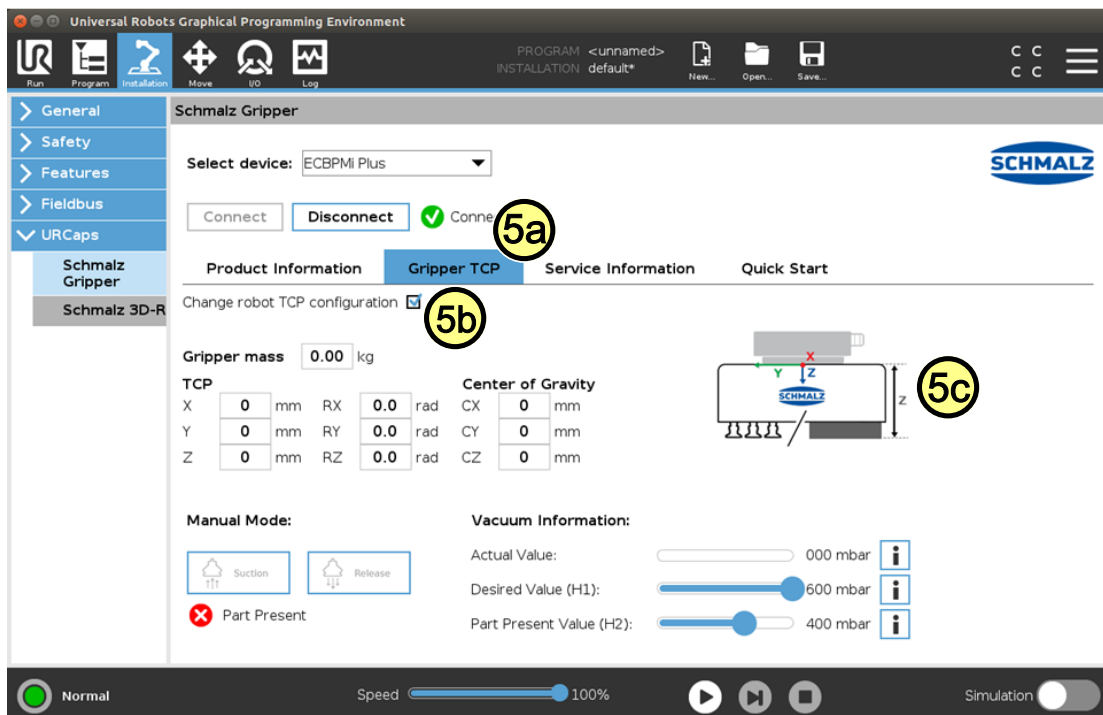 Universal Robots Graphical Programming Environment
Run
Program
Installation
Move
I/O
Log
PROGRAM <unnamed>
INSTALLATION default*
New...
Open...
Save...
C C
C C
General
Safety
Features
Fieldbus
URCaps
Schmalz
Gripper
Schmalz 3D-R
Schmalz Gripper
Select device: ECBPMi Plus
SCHMALZ
Connect
Disconnect
Conne
5a
Product Information
Gripper TCP
Service Information
Quick Start
Change robot TCP configuration
5b
Gripper mass 0.00 kg
TCP
Center of Gravity
X 0 mm RX 0.0 rad CX 0 mm
Y 0 mm RY 0.0 rad CY 0 mm
Z 0 mm RZ 0.0 rad CZ 0 mm
X
Y
Z
SCHMALZ
Z
5c
Manual Mode:
Suction
Release
Part Present
Vacuum Information:
Actual Value: 000 mbar i
Desired Value (H1): 600 mbar i
Part Present Value (H2): 400 mbar i
Normal
Speed 100%
Simulation